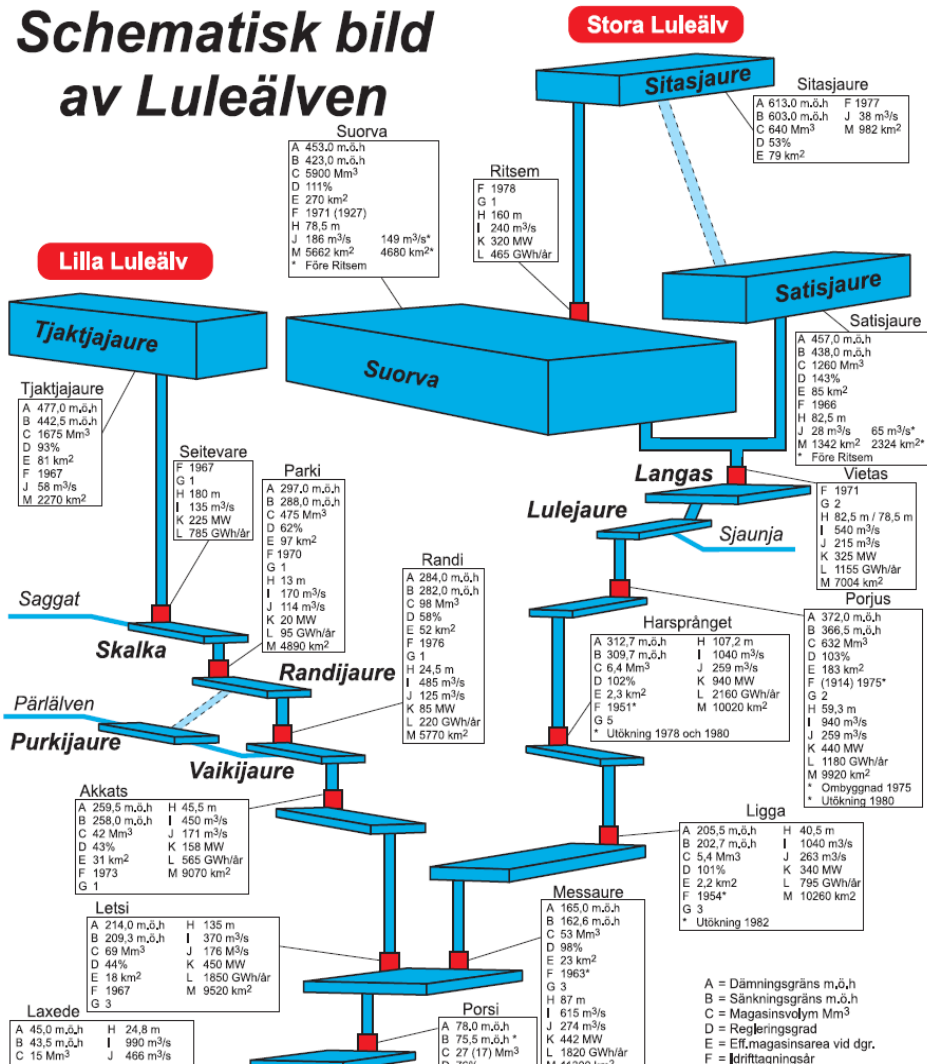 Schematisk bild
av Luleälven
Stora Luleälv
Sitasjaure
Sitasjaure
A 613.0 m.ö.h F 1977
B 603.0 m.ö.h J 38 m³/s
C 640 Mm³ M 982 km²
D 53%
E 79 km²
Suorva
A 453.0 m.ö.h
B 423,0 m.ö.h
C 5900 Mm³
D 111%
E 270 km²
F 1971 (1927)
H 78,5 m
J 186 m³/s 149 m³/s*
M 5662 km² 4680 km²*
* Före Ritsem
Ritsem
F 1978
G 1
H 160 m
I 240 m³/s
K 320 MW
L 465 GWh/år
Lilla Luleälv
Tjaktjajaure
Suorva
Satisjaure
Satisjaure
A 457,0 m.ö.h
B 438,0 m.ö.h
C 1260 Mm³
D 143%
E 85 km²
F 1966
H 82,5 m
J 28 m³/s 65 m³/s*
M 1342 km² 2324 km²*
* Före Ritsem
Tjaktjajaure
A 477,0 m.ö.h
B 442,5 m.ö.h
C 1675 Mm³
D 93%
E 81 km²
F 1967
J 58 m³/s
M 2270 km²
Seitevare
F 1967
G 1
H 180 m
I 135 m³/s
K 225 MW
L 785 GWh/år
Parki
A 297.0 m.ö.h
B 288,0 m.ö.h
C 475 Mm³
D 62%
E 97 km²
F 1970
G 1
H 13 m
I 170 m³/s
J 114 m³/s
K 20 MW
L 95 GWh/år
M 4890 km²
Langas
Lulejaure
Sjaunja
Vietas
F 1971
G 2
H 82,5 m / 78,5 m
I 540 m³/s
J 215 m³/s
K 325 MW
L 1155 GWh/år
M 7004 km²
Randi
A 284,0 m.ö.h
B 282,0 m.ö.h
C 98 Mm³
D 58%
E 52 km²
F 1976
G 1
H 24,5 m
I 485 m³/s
J 125 m³/s
K 85 MW
L 220 GWh/år
M 5770 km²
Saggat
Skalka
Randijaure
Pärlälven
Purkijaure
Vaikijaure
Harsprånget
A 312,7 m.ö.h H 107,2 m
B 309,7 m.ö.h I 1040 m³/s
C 6,4 Mm³ J 259 m³/s
D 102% K 940 MW
E 2,3 km² L 2160 GWh/år
F 1951* M 10020 km²
G 5
* Utökning 1978 och 1980
Porjus
A 372,0 m.ö.h
B 366,5 m.ö.h
C 632 Mm³
D 103%
E 183 km²
F (1914) 1975*
G 2
H 59,3 m
I 940 m³/s
J 259 m³/s
K 440 MW
L 1180 GWh/år
M 9920 km²
* Ombyggnad 1975
* Utökning 1980
Akkats
A 259,5 m.ö.h H 45,5 m
B 258,0 m.ö.h I 450 m³/s
C 42 Mm³ J 171 m³/s
D 43% K 158 MW
E 31 km² L 565 GWh/år
F 1973 M 9070 km²
G 1
Ligga
A 205,5 m.ö.h H 40,5 m
B 202,7 m.ö.h I 1040 m3/s
C 5,4 Mm3 J 263 m3/s
D 101% K 340 MW
E 2,2 km2 L 795 GWh/år
F 1954* M 10260 km2
G 3
* Utökning 1982
Letsi
A 214,0 m.ö.h H 135 m
B 209,3 m.ö.h I 370 m³/s
C 69 Mm³ J 176 M³/s
D 44% K 450 MW
E 18 km² L 1850 GWh/år
F 1967 M 9520 km²
G 3
Messaure
A 165,0 m.ö.h
B 162,6 m.ö.h
C 53 Mm³
D 98%
E 23 km²
F 1963*
G 3
H 87 m
I 615 m³/s
J 274 m³/s
K 442 MW
L 1820 GWh/år
Laxede
A 45,0 m.ö.h H 24,8 m
B 43,5 m.ö.h I 990 m³/s
C 15 Mm³ J 466 m³/s
Porsi
A 78.0 m.ö.h
B 75,5 m.ö.h *
C 27 (17) Mm³
A = Dämningsgräns m.ö.h
B = Sänkningsgräns m.ö.h
C = Magasinsvolym Mm³
D = Regleringsgrad
E = Eff.magasinsarea vid dgr.
F = Idrifttagningsår